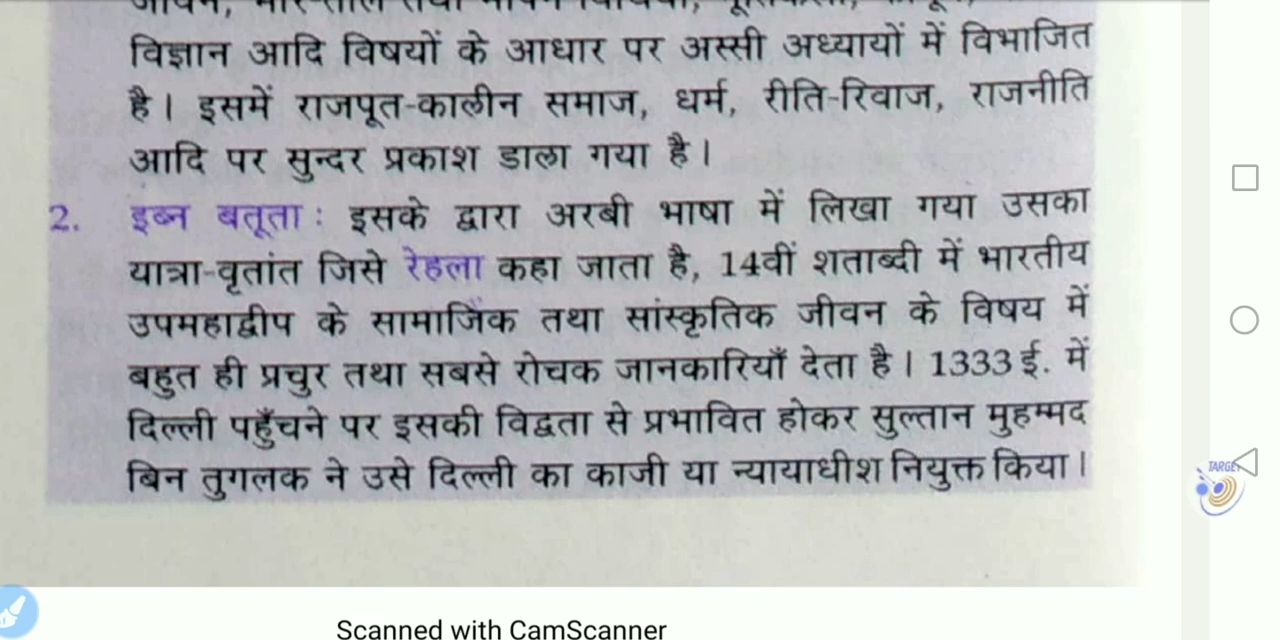 विज्ञान आदि विषयों के आधार पर अस्सी अध्यायों में विभाजित
है। इसमें राजपूत-कालीन समाज, धर्म, रीति-रिवाज, राजनीति
आदि पर सुन्दर प्रकाश डाला गया है।
2. इब्न बतूता : इसके द्वारा अरबी भाषा में लिखा गया उसका
यात्रा-वृतांत जिसे रेहला कहा जाता है, 14वीं शताब्दी में भारतीय
उपमहाद्वीप के सामाजिक तथा सांस्कृतिक जीवन के विषय में
बहुत ही प्रचुर तथा सबसे रोचक जानकारियाँ देता है। 1333 ई. में
दिल्ली पहुँचने पर इसकी विद्वता से प्रभावित होकर सुल्तान मुहम्मद
बिन तुगलक ने उसे दिल्ली का काजी या न्यायाधीश नियुक्त किया।
TARGET
Scanned with CamScanner